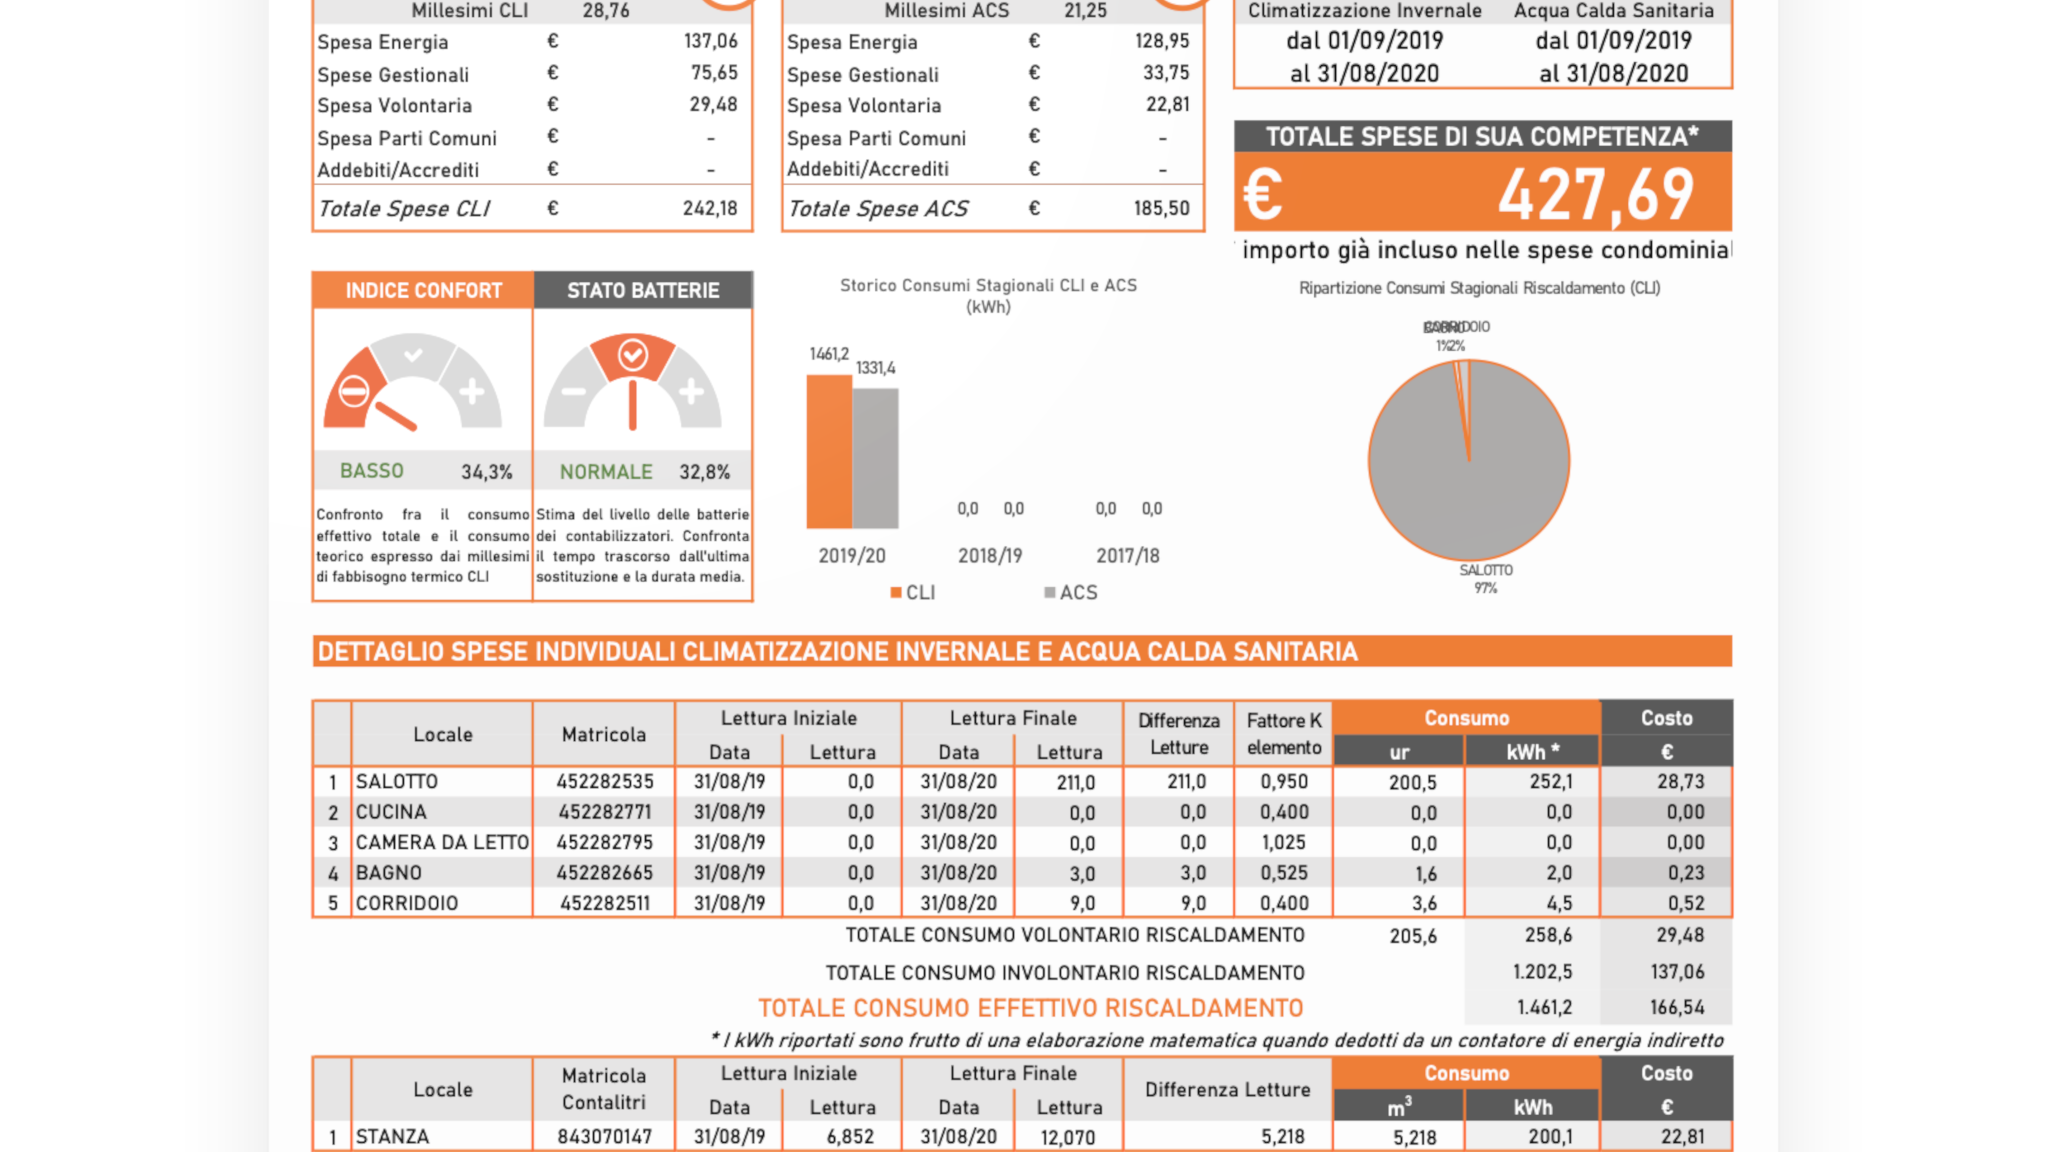 Millesimi CLI 28,76
Spesa Energia € 137,06
Spese Gestionali € 75,65
Spesa Volontaria € 29,48
Spesa Parti Comuni € -
Addebiti/Accrediti € -
Totale Spese CLI € 242,18
Millesimi ACS 21,25
Spesa Energia € 128,95
Spese Gestionali € 33,75
Spesa Volontaria € 22,81
Spesa Parti Comuni € -
Addebiti/Accrediti € -
Totale Spese ACS € 185,50
Climatizzazione Invernale Acqua Calda Sanitaria
dal 01/09/2019 dal 01/09/2019
al 31/08/2020 al 31/08/2020
TOTALE SPESE DI SUA COMPETENZA*
€ 427,69
importo già incluso nelle spese condominial
INDICE CONFORT
BASSO 34,3%
Confronto fra il consumo
effettivo totale e il consumo
teorico espresso dai millesimi
di fabbisogno termico CLI
STATO BATTERIE
NORMALE 32,8%
Stima del livello delle batterie
dei contabilizzatori. Confronta
il tempo trascorso dall'ultima
sostituzione e la durata media.
Storico Consumi Stagionali CLI e ACS
(kWh)
1461,2 1331,4
0,0 0,0 0,0 0,0
2019/20 2018/19 2017/18
CLI ACS
Ripartizione Consumi Stagionali Riscaldamento (CLI)
BAGNO CORRIDOIO
1% 2%
SALOTTO
97%
DETTAGLIO SPESE INDIVIDUALI CLIMATIZZAZIONE INVERNALE E ACQUA CALDA SANITARIA
Locale Matricola Lettura Iniziale Lettura Finale Differenza Letture Fattore K elemento Consumo Costo
Data Lettura Data Lettura ur kWh * €
1 SALOTTO 452282535 31/08/19 0,0 31/08/20 211,0 211,0 0,950 200,5 252,1 28,73
2 CUCINA 452282771 31/08/19 0,0 31/08/20 0,0 0,0 0,400 0,0 0,0 0,00
3 CAMERA DA LETTO 452282795 31/08/19 0,0 31/08/20 0,0 0,0 1,025 0,0 0,0 0,00
4 BAGNO 452282665 31/08/19 0,0 31/08/20 3,0 3,0 0,525 1,6 2,0 0,23
5 CORRIDOIO 452282511 31/08/19 0,0 31/08/20 9,0 9,0 0,400 3,6 4,5 0,52
TOTALE CONSUMO VOLONTARIO RISCALDAMENTO 205,6 258,6 29,48
TOTALE CONSUMO INVOLONTARIO RISCALDAMENTO 1.202,5 137,06
TOTALE CONSUMO EFFETTIVO RISCALDAMENTO 1.461,2 166,54
* I kWh riportati sono frutto di una elaborazione matematica quando dedotti da un contatore di energia indiretto
Locale Matricola Contalitri Lettura Iniziale Lettura Finale Differenza Letture Consumo Costo
Data Lettura Data Lettura m³ kWh €
1 STANZA 843070147 31/08/19 6,852 31/08/20 12,070 5,218 5,218 200,1 22,81